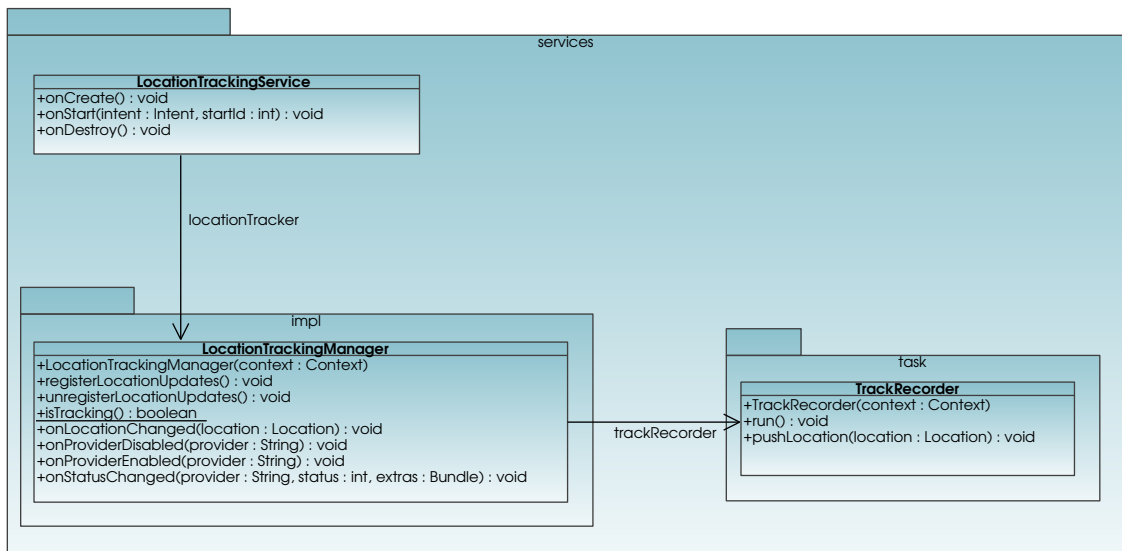 services
LocationTrackingService
+onCreate() : void
+onStart(intent : Intent, startId : int) : void
+onDestroy() : void
locationTracker
impl
LocationTrackingManager
+LocationTrackingManager(context : Context)
+registerLocationUpdates() : void
+unregisterLocationUpdates() : void
+isTracking() : boolean
+onLocationChanged(location : Location) : void
+onProviderDisabled(provider : String) : void
+onProviderEnabled(provider : String) : void
+onStatusChanged(provider : String, status : int, extras : Bundle) : void
trackRecorder
task
TrackRecorder
+TrackRecorder(context : Context)
+run() : void
+pushLocation(location : Location) : void